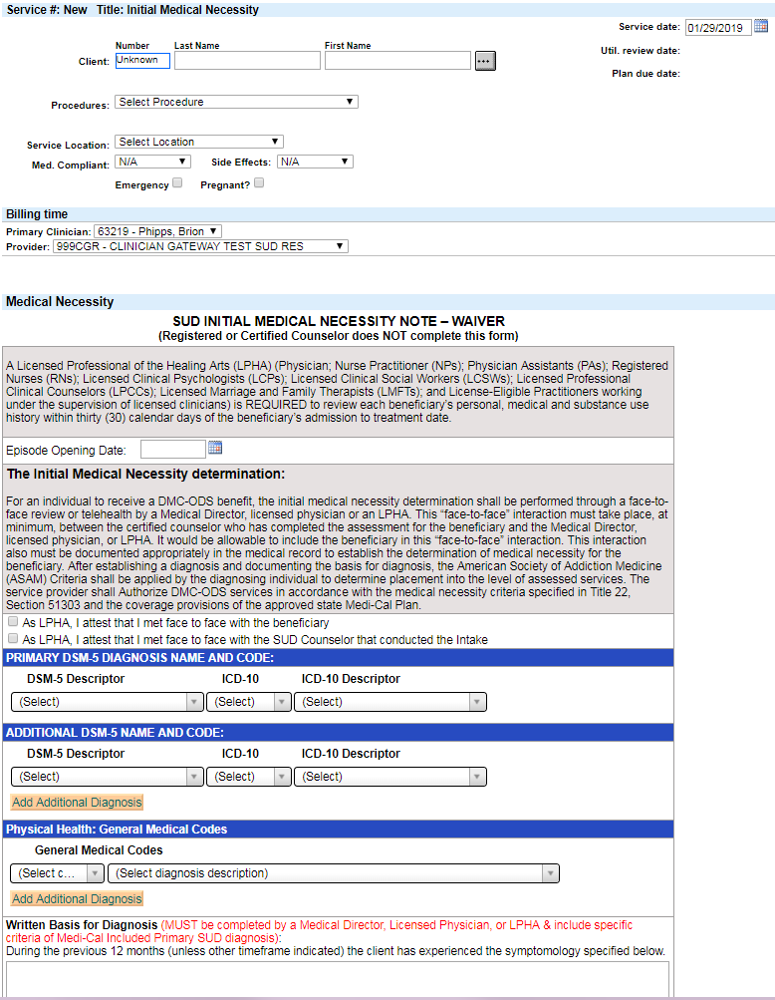 Service #: New Title: Initial Medical Necessity
Service date: 01/29/2019
Util. review date:
Plan due date:
Number Last Name First Name
Client: Unknown
Procedures: Select Procedure
Service Location: Select Location
Med. Compliant: N/A Side Effects: N/A
Emergency Pregnant?
Billing time
Primary Clinician: 63219 - Phipps, Brion
Provider: 999CGR - CLINICIAN GATEWAY TEST SUD RES
Medical Necessity
SUD INITIAL MEDICAL NECESSITY NOTE – WAIVER
(Registered or Certified Counselor does NOT complete this form)
A Licensed Professional of the Healing Arts (LPHA) (Physician; Nurse Practitioner (NPs); Physician Assistants (PAs); Registered
Nurses (RNs); Licensed Clinical Psychologists (LCPs); Licensed Clinical Social Workers (LCSWs); Licensed Professional
Clinical Counselors (LPCCs); Licensed Marriage and Family Therapists (LMFTs); and License-Eligible Practitioners working
under the supervision of licensed clinicians) is REQUIRED to review each beneficiary's personal, medical and substance use
history within thirty (30) calendar days of the beneficiary's admission to treatment date.
Episode Opening Date:
The Initial Medical Necessity determination:
For an individual to receive a DMC-ODS benefit, the initial medical necessity determination shall be performed through a face-to-
face review or telehealth by a Medical Director, licensed physician or an LPHA. This “face-to-face” interaction must take place, at
minimum, between the certified counselor who has completed the assessment for the beneficiary and the Medical Director,
licensed physician, or LPHA. It would be allowable to include the beneficiary in this “face-to-face” interaction. This interaction
also must be documented appropriately in the medical record to establish the determination of medical necessity for the
beneficiary. After establishing a diagnosis and documenting the basis for diagnosis, the American Society of Addiction Medicine
(ASAM) Criteria shall be applied by the diagnosing individual to determine placement into the level of assessed services. The
service provider shall Authorize DMC-ODS services in accordance with the medical necessity criteria specified in Title 22,
Section 51303 and the coverage provisions of the approved state Medi-Cal Plan.
As LPHA, I attest that I met face to face with the beneficiary
As LPHA, I attest that I met face to face with the SUD Counselor that conducted the Intake
PRIMARY DSM-5 DIAGNOSIS NAME AND CODE:
DSM-5 Descriptor ICD-10 ICD-10 Descriptor
(Select) (Select) (Select)
ADDITIONAL DSM-5 NAME AND CODE:
DSM-5 Descriptor ICD-10 ICD-10 Descriptor
(Select) (Select) (Select)
Add Additional Diagnosis
Physical Health: General Medical Codes
General Medical Codes
(Select c... (Select diagnosis description)
Add Additional Diagnosis
Written Basis for Diagnosis (MUST be completed by a Medical Director, Licensed Physician, or LPHA & include specific
criteria of Medi-Cal Included Primary SUD diagnosis):
During the previous 12 months (unless other timeframe indicated) the client has experienced the symptomology specified below.